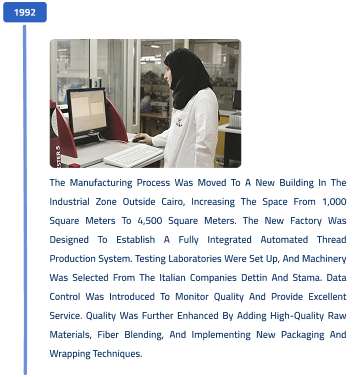 1992
STER 5
The Manufacturing Process Was Moved To A New Building In The
Industrial Zone Outside Cairo, Increasing The Space From 1,000
Square Meters To 4,500 Square Meters. The New Factory Was
Designed To Establish A Fully Integrated Automated Thread
Production System. Testing Laboratories Were Set Up, And Machinery
Was Selected From The Italian Companies Dettin And Stama. Data
Control Was Introduced To Monitor Quality And Provide Excellent
Service. Quality Was Further Enhanced By Adding High-Quality Raw
Materials, Fiber Blending, And Implementing New Packaging And
Wrapping Techniques.